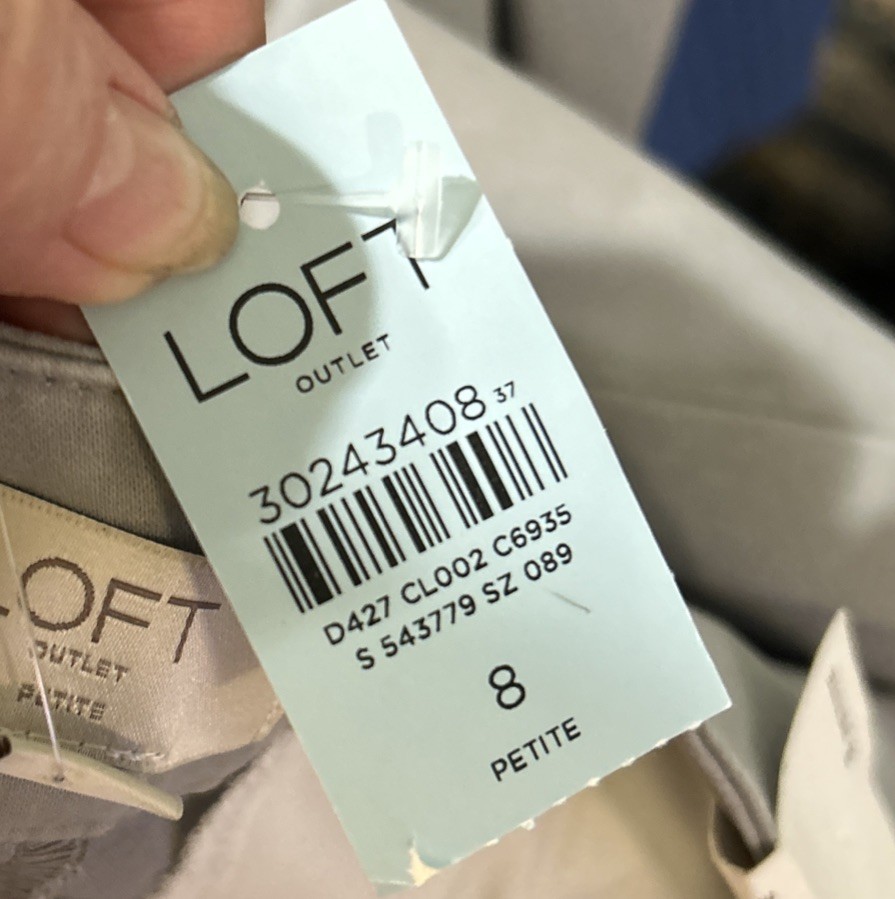 LOFT
OUTLET
30243408 37
D427 CL002 C6935
S 543779 SZ 089
8
PETITE
LOFT
OUTLET
PETITE